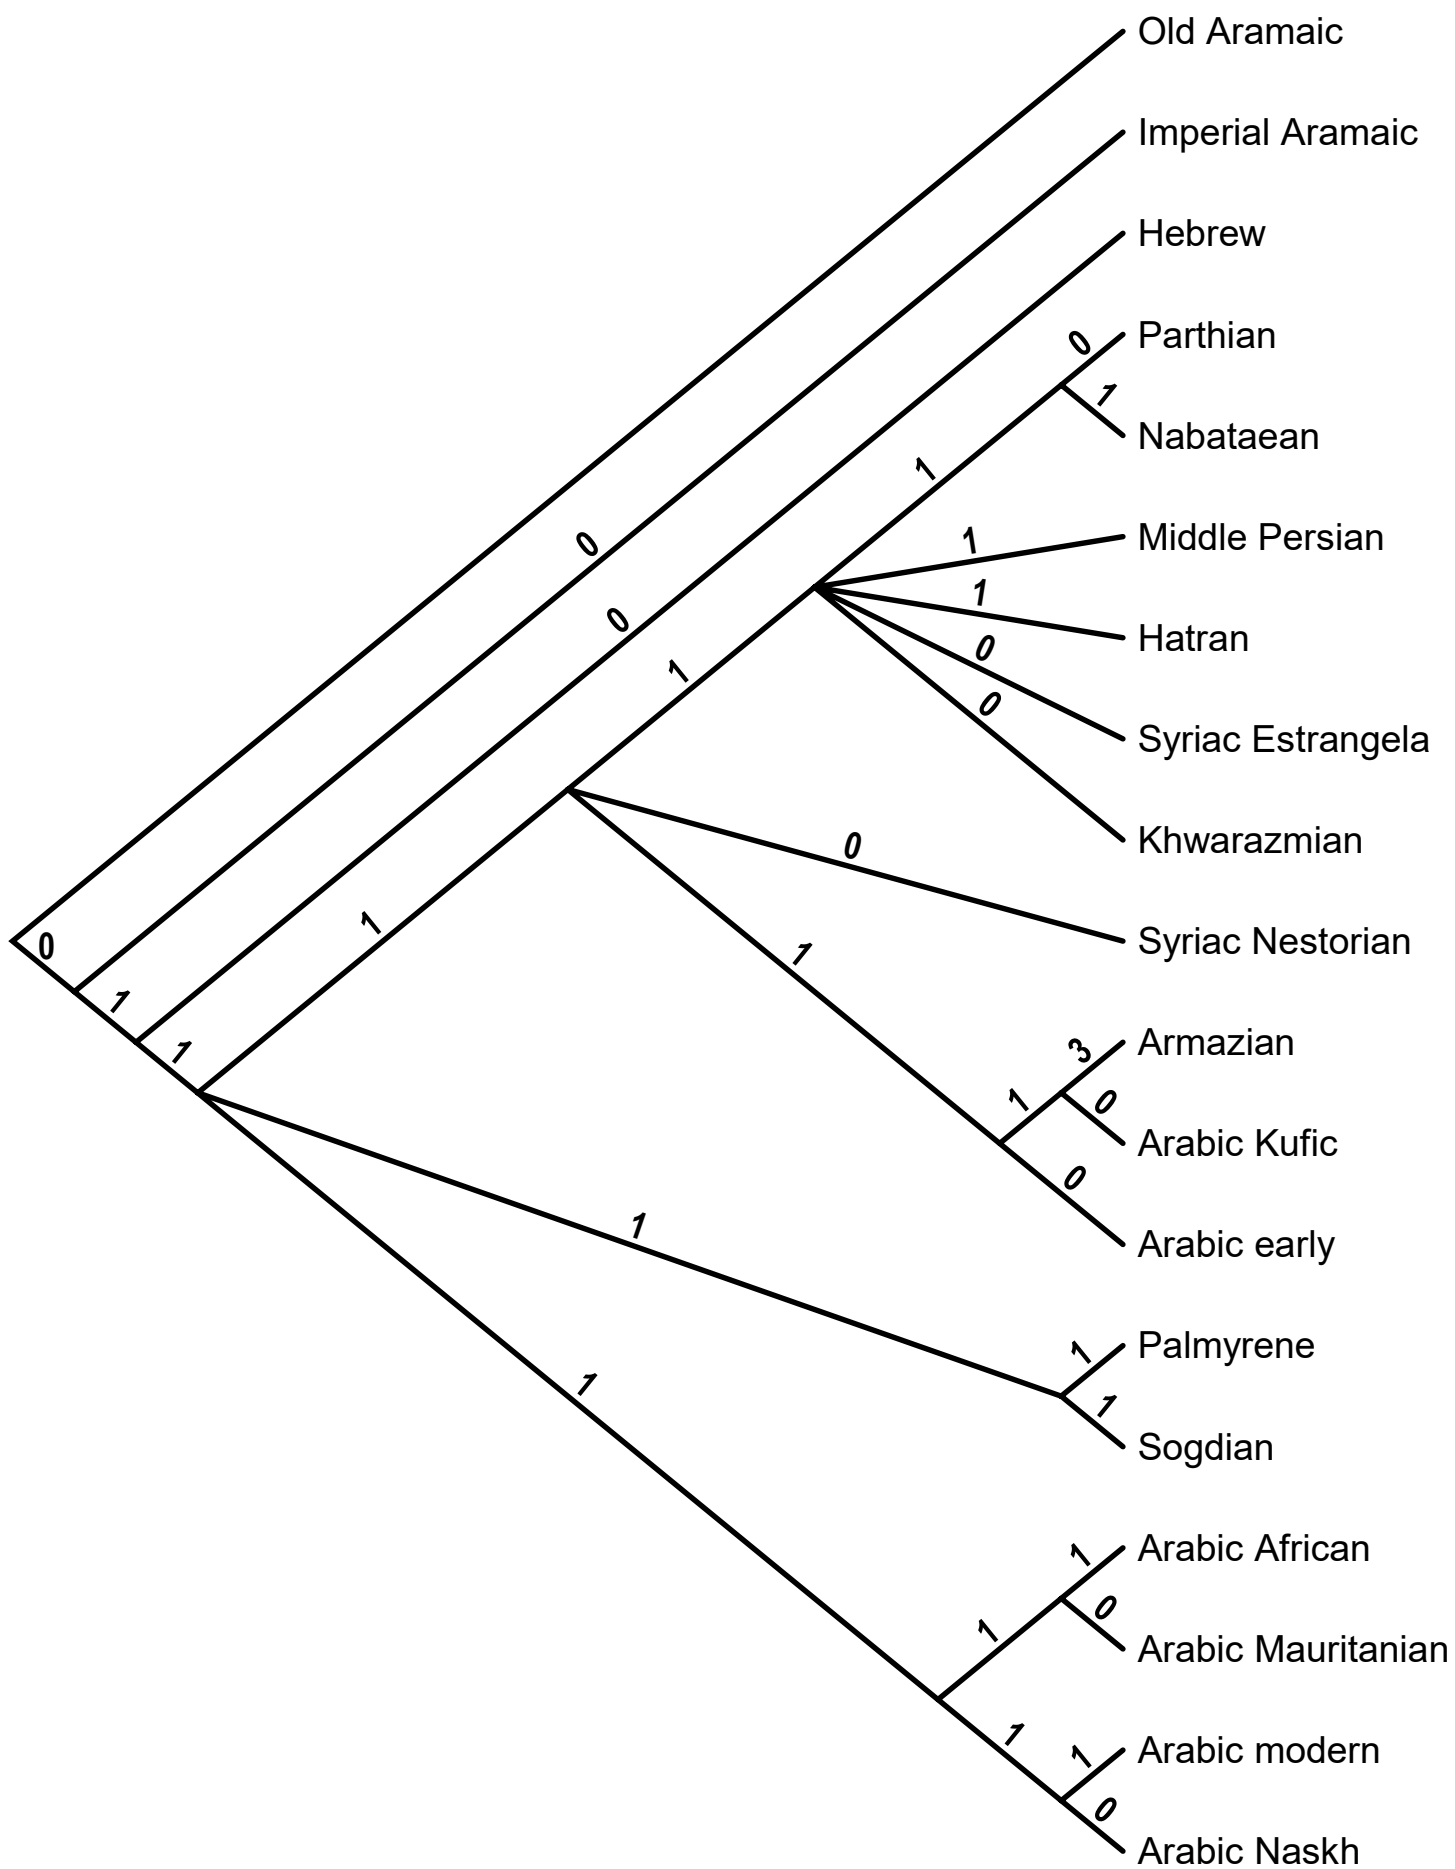 Old Aramaic
Imperial Aramaic
Hebrew
0
Parthian
1
Nabataean
1
1
Middle Persian
0
1
Hatran
0
0
1
Syriac Estrangela
0
Khwarazmian
0
1
Syriac Nestorian
0
1
1
3
Armazian
1
1
0
Arabic Kufic
0
Arabic early
1
1
Palmyrene
1
1
Sogdian
1
Arabic African
1
0
Arabic Mauritanian
1
1
Arabic modern
0
Arabic Naskh